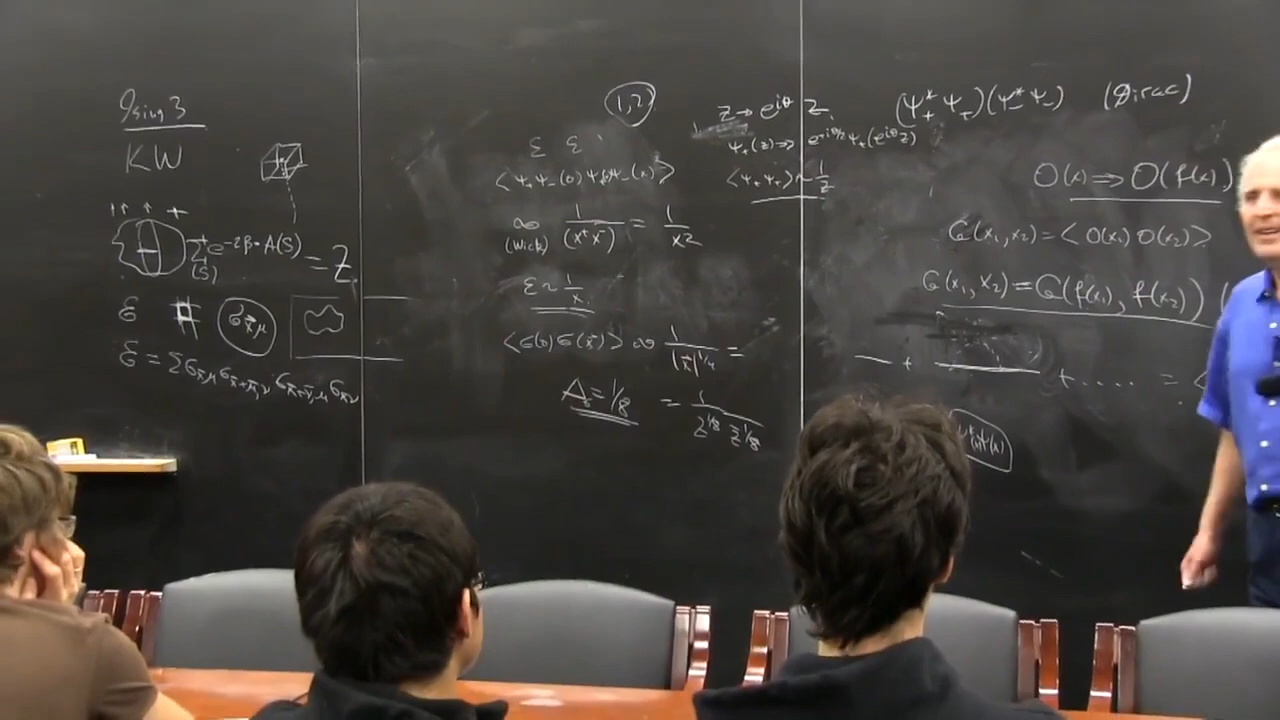 Ising 3
KW
∑ e^{-2β·A(S)} = Z
(S)
ε # σ_{x⃗,μ}
ε = Σσ_{x⃗,μ} σ_{x⃗+μ⃗,ν} σ_{x⃗+ν⃗,μ} σ_{x⃗,ν}
(1,2)
ε ε
<ψ₊ψ₋(0) ψ₊ψ₋(x)>
∞ 1/(x⁺x⁻) = 1/x²
(Wick)
ε ~ 1/x.
<σ(0) σ(x⃗)> ∞ 1/|x⃗|^{1/4} =
Δ = 1/8 = 1/(z^{1/8} z̄^{1/8})
z → e^{iθ} z.
ψ₊(z) ⇒ e^{-iθ/2} ψ₊(e^{iθ}z)
<ψ₊ψ₊> ~ 1/z
(ψ₊* ψ₊)(ψ₋* ψ₋) (Dirac)
O(x) ⟹ O(f(x))
G(x₁,x₂) = <O(x₁) O(x₂)>
G(x₁,x₂) = G(f(x₁), f(x₂)) (
— + + .... = <